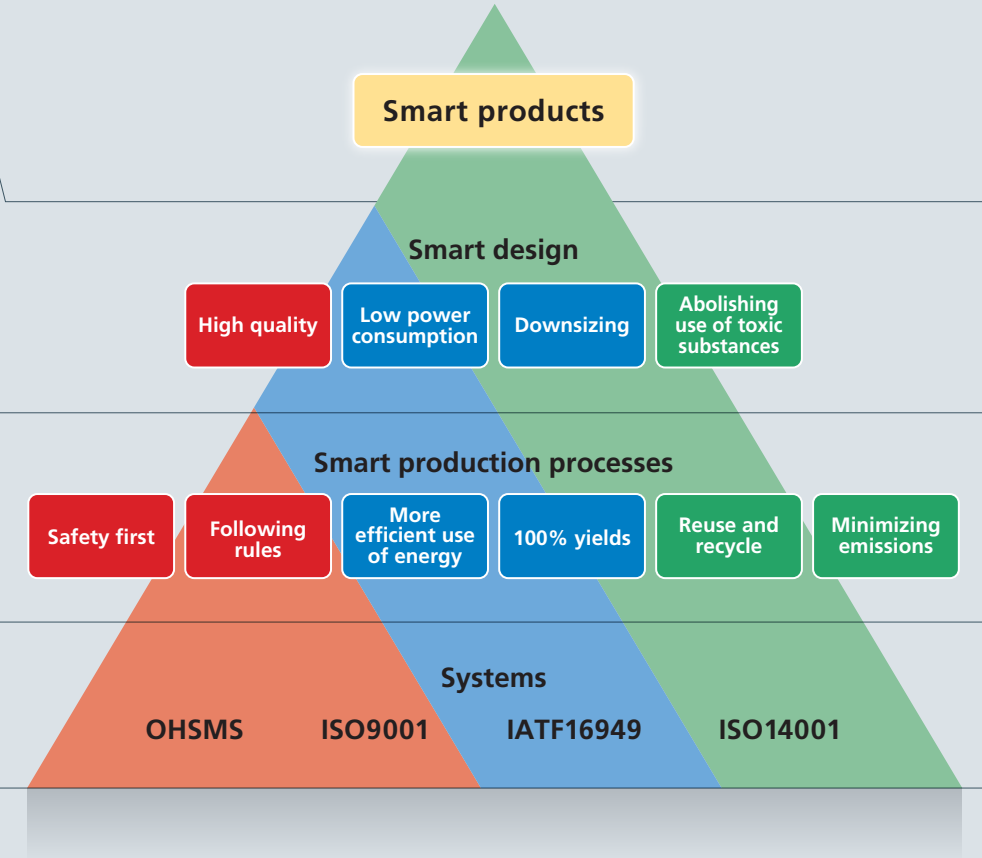 Smart products
Smart design
High quality
Low power
consumption
Downsizing
Abolishing
use of toxic
substances
Smart production processes
Safety first
Following
rules
More
efficient use
of energy
100% yields
Reuse and
recycle
Minimizing
emissions
Systems
OHSMS
ISO9001
IATF16949
ISO14001